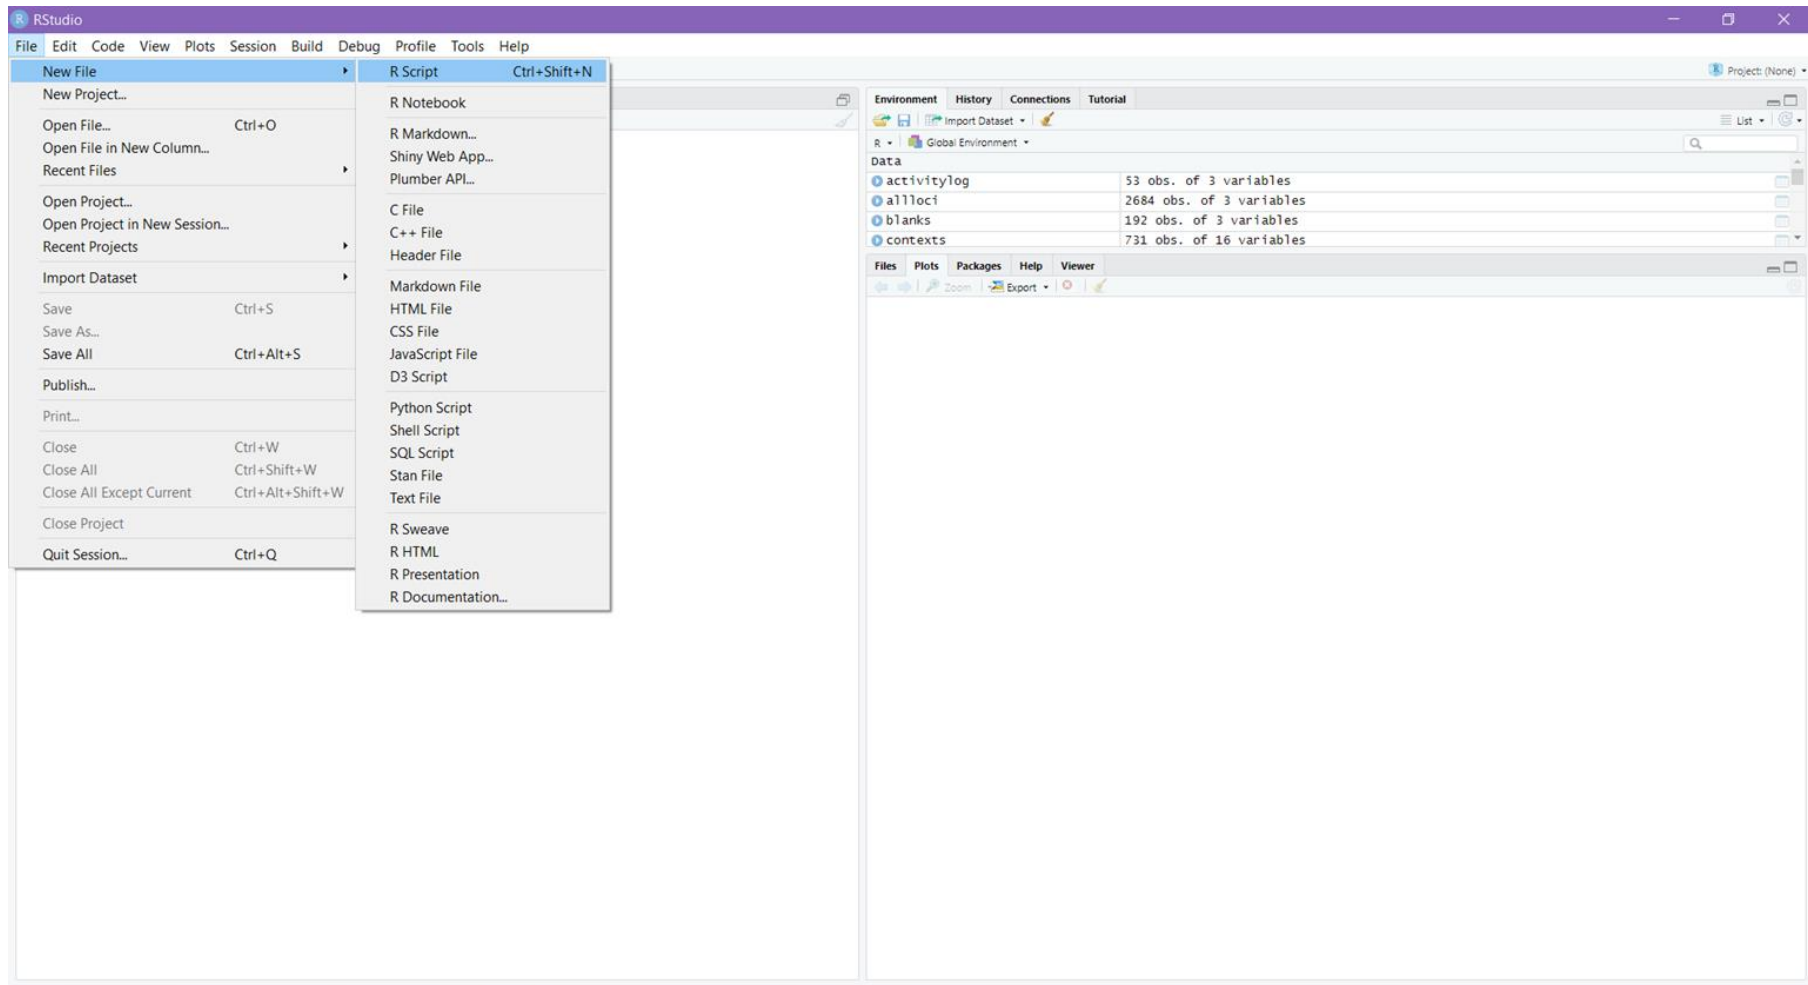 RStudio
File Edit Code View Plots Session Build Debug Profile Tools Help
New File
New Project...
Open File... Ctrl+O
Open File in New Column...
Recent Files
Open Project...
Open Project in New Session...
Recent Projects
Import Dataset
Save Ctrl+S
Save As...
Save All Ctrl+Alt+S
Publish...
Print...
Close Ctrl+W
Close All Ctrl+Shift+W
Close All Except Current Ctrl+Alt+Shift+W
Close Project
Quit Session... Ctrl+Q
R Script Ctrl+Shift+N
R Notebook
R Markdown...
Shiny Web App...
Plumber API...
C File
C++ File
Header File
Markdown File
HTML File
CSS File
JavaScript File
D3 Script
Python Script
Shell Script
SQL Script
Stan File
Text File
R Sweave
R HTML
R Presentation
R Documentation...
Project: (None)
Environment History Connections Tutorial
Import Dataset List
R Global Environment
Data
activitylog 53 obs. of 3 variables
allloci 2684 obs. of 3 variables
blanks 192 obs. of 3 variables
contexts 731 obs. of 16 variables
Files Plots Packages Help Viewer
Zoom Export